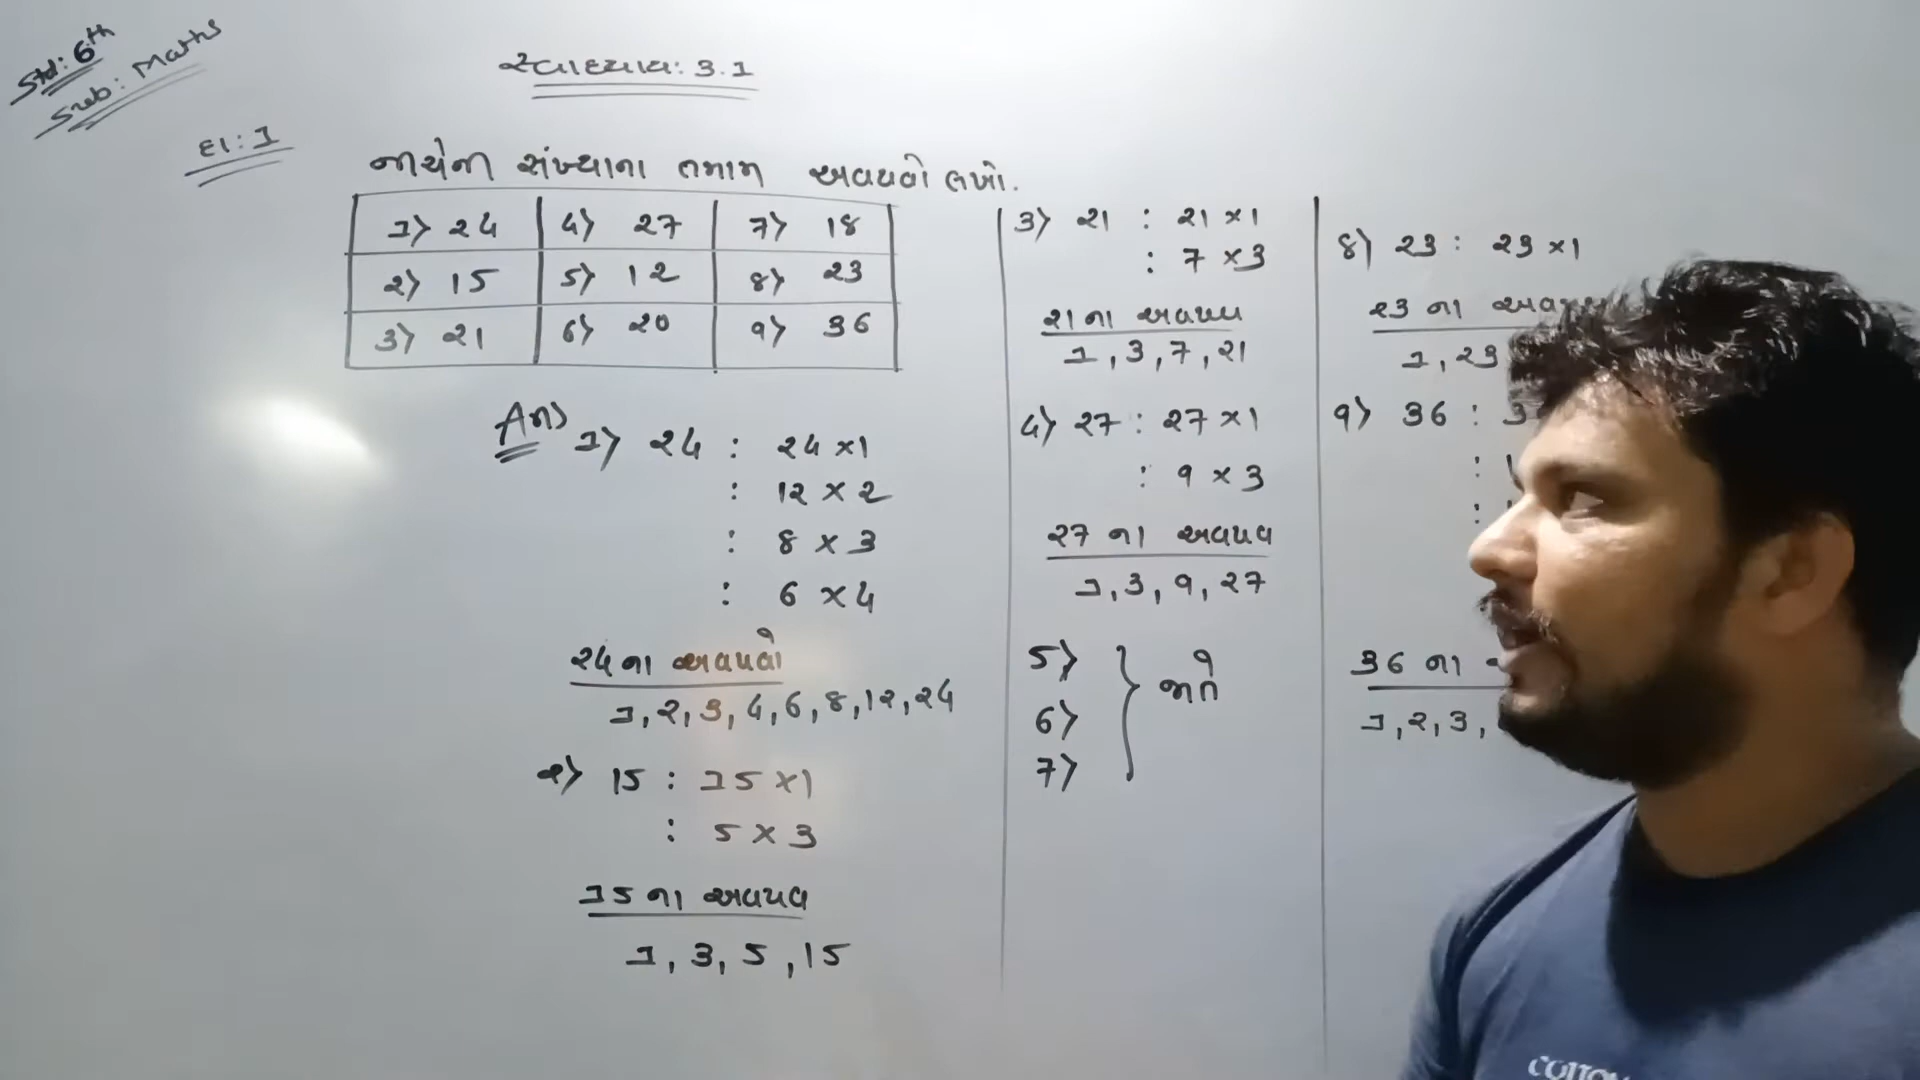 Std: 6th
Sub: Maths
સ્વાધ્યાય: 3.1
દા: 1
નીચેની સંખ્યાના તમામ અવયવો લખો.
1) 24 4) 27 7) 18
2) 15 5) 12 8) 23
3) 21 6) 20 9) 36
Ans
1) 24 : 24 × 1
: 12 × 2
: 8 × 3
: 6 × 4
24 ના અવયવો
1, 2, 3, 4, 6, 8, 12, 24
2) 15 : 15 × 1
: 5 × 3
15 ના અવયવ
1, 3, 5, 15
3) 21 : 21 × 1
: 7 × 3
21 ના અવયવ
1, 3, 7, 21
4) 27 : 27 × 1
: 9 × 3
27 ના અવયવ
1, 3, 9, 27
5)
6) } જાતે
7)
8) 23 : 23 × 1
23 ના
1, 23
9) 36 :
:
:
36 ના
1, 2, 3,
COTTON